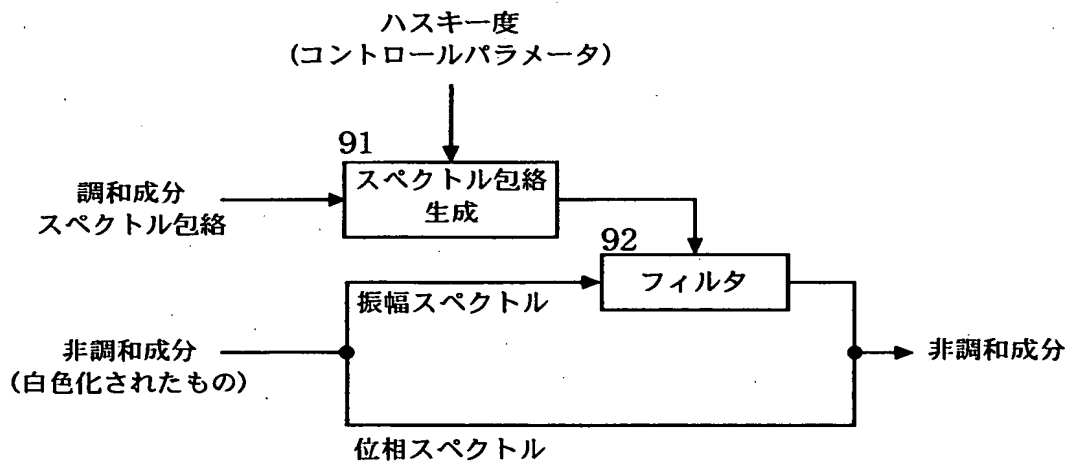 ハスキー度
(コントロールパラメータ)
91
スペクトル包絡
生成
調和成分
スペクトル包絡
92
フィルタ
振幅スペクトル
非調和成分
(白色化されたもの)
非調和成分
位相スペクトル